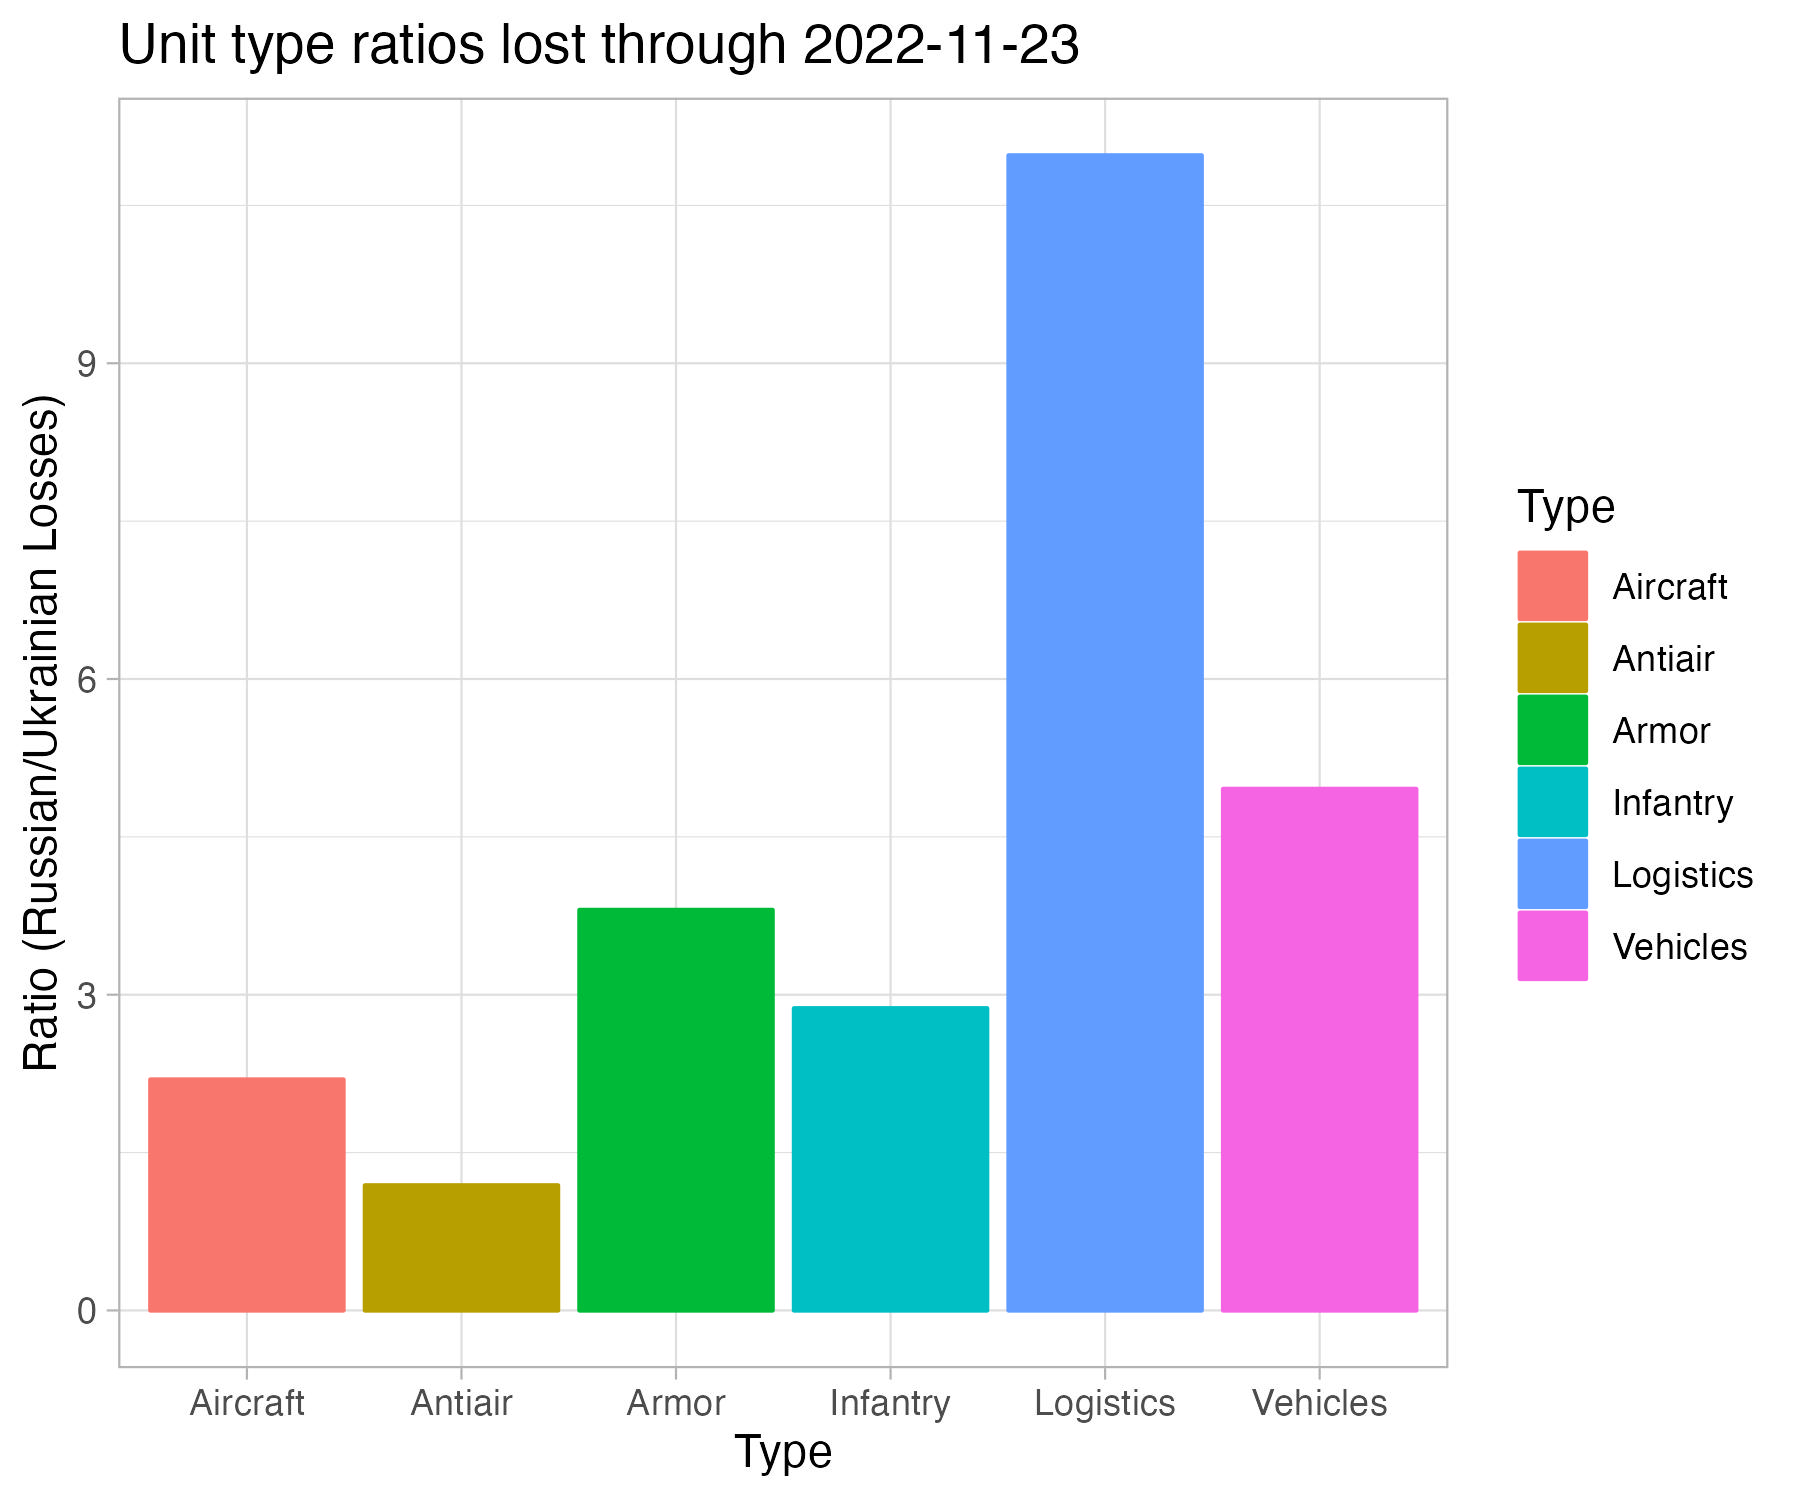 Unit type ratios lost through 2022-11-23
Ratio (Russian/Ukrainian Losses)
9
6
3
0
Aircraft Antiair Armor Infantry Logistics Vehicles
Type
Type
Aircraft
Antiair
Armor
Infantry
Logistics
Vehicles